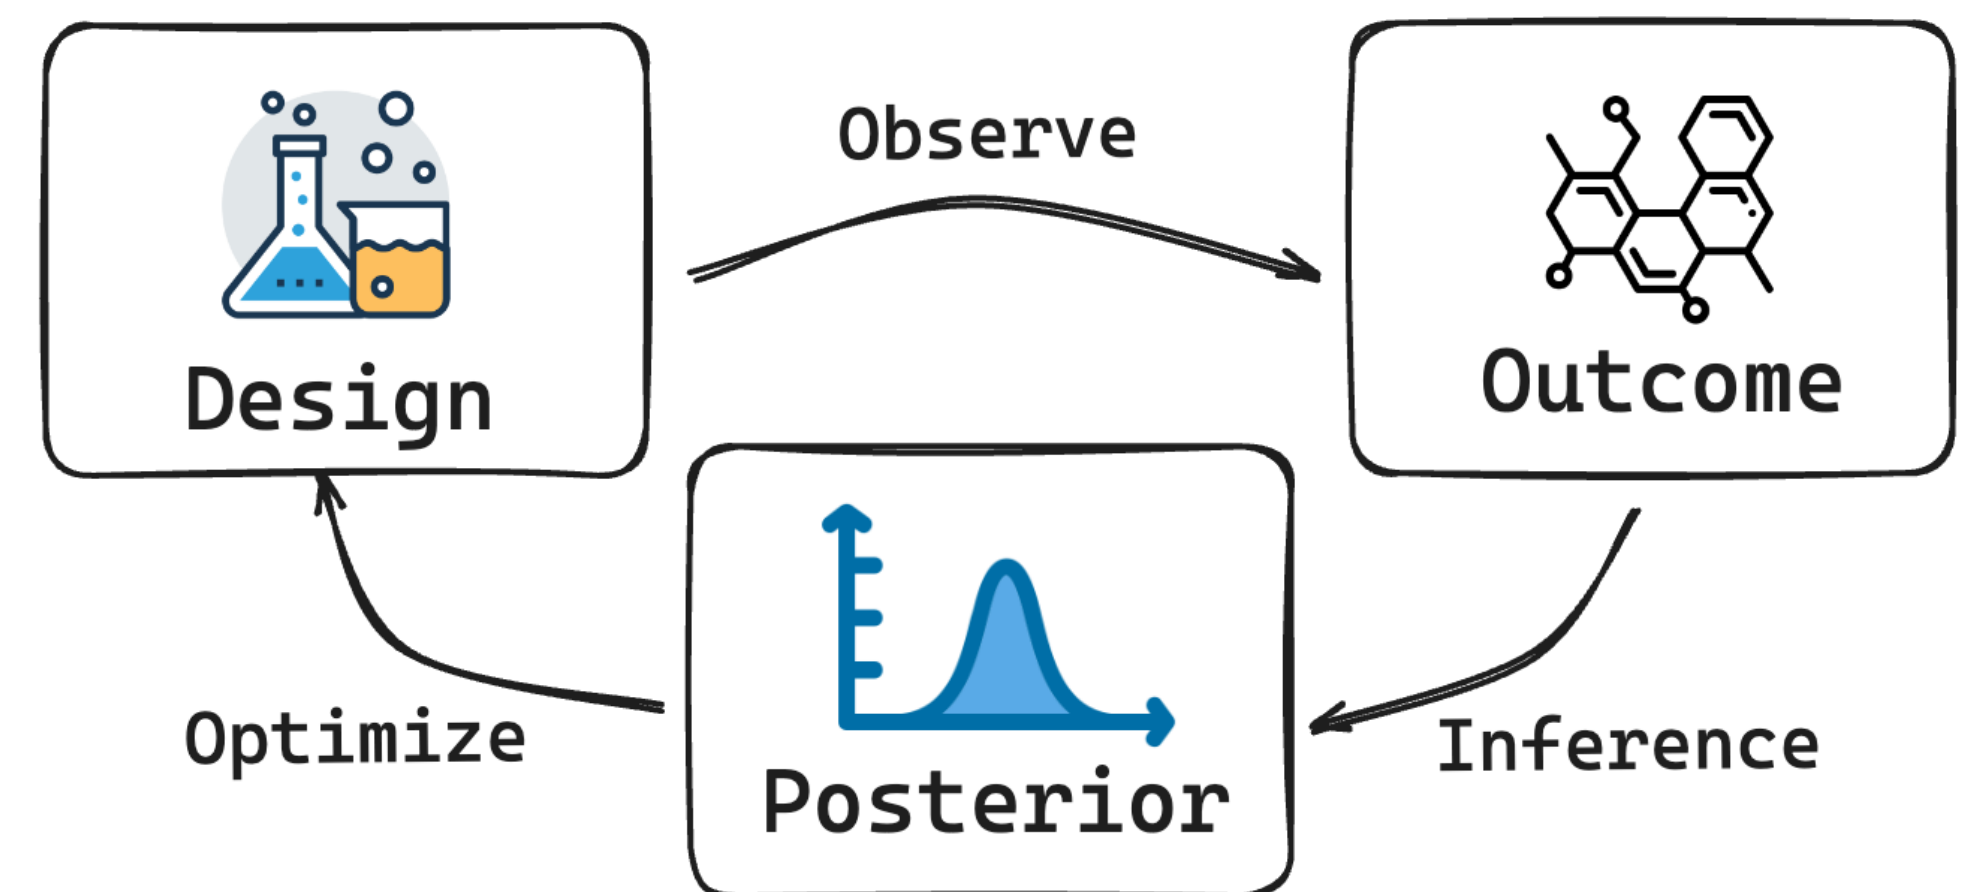 Observe
Design
Outcome
Optimize
Inference
Posterior